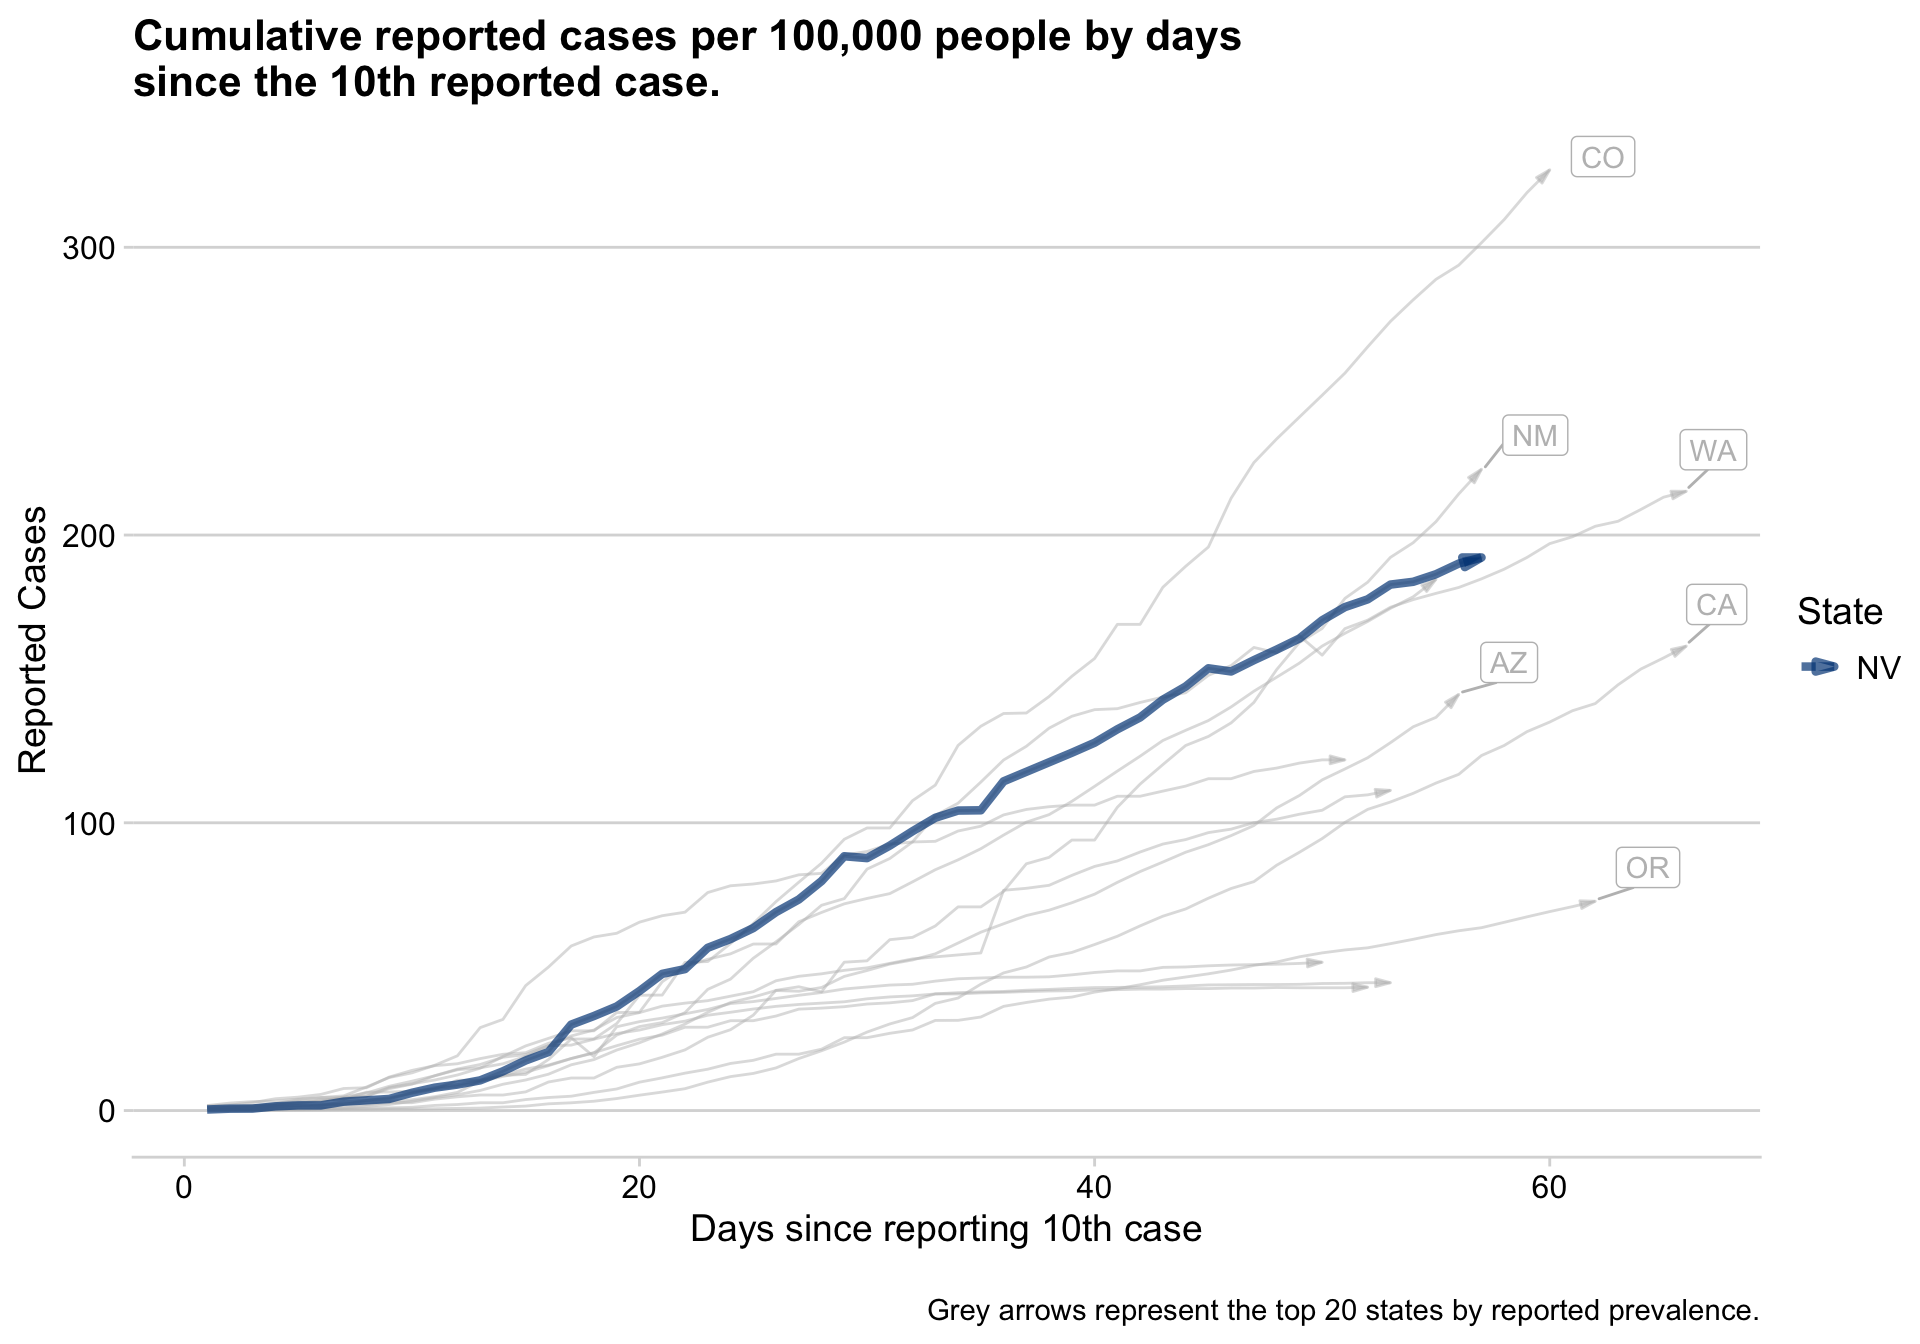 Cumulative reported cases per 100,000 people by days
since the 10th reported case.
CO
300
NM
WA
200
CA
AZ
State
NV
100
OR
0
Reported Cases
0 20 40 60
Days since reporting 10th case
Grey arrows represent the top 20 states by reported prevalence.